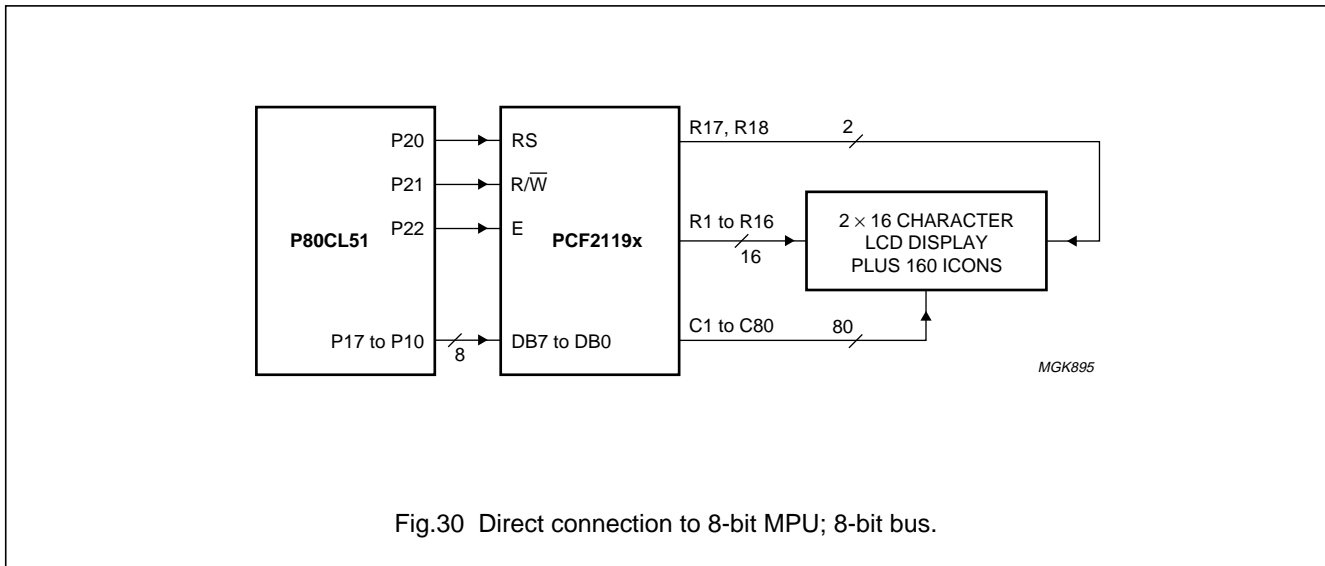 P80CL51
P20
P21
P22
P17 to P10
8
RS
R/W̅
E
PCF2119x
DB7 to DB0
R17, R18
2
R1 to R16
16
C1 to C80
80
2 × 16 CHARACTER
LCD DISPLAY
PLUS 160 ICONS
MGK895
Fig.30 Direct connection to 8-bit MPU; 8-bit bus.